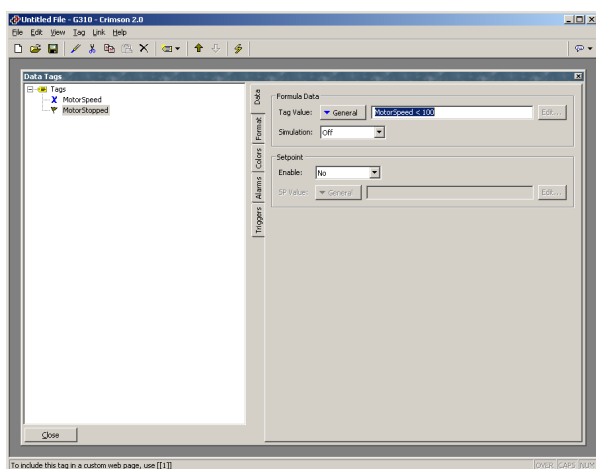 Untitled File - G310 - Crimson 2.0
File Edit View Tag Link Help
Data Tags
Tags
MotorSpeed
MotorStopped
Data
Format
Colors
Alarms
Triggers
Formula Data
Tag Value: General MotorSpeed < 100 Edit...
Simulation: Off
Setpoint
Enable: No
SP Value: General Edit...
Close
To include this tag in a custom web page, use [[1]] OVER CAPS NUM